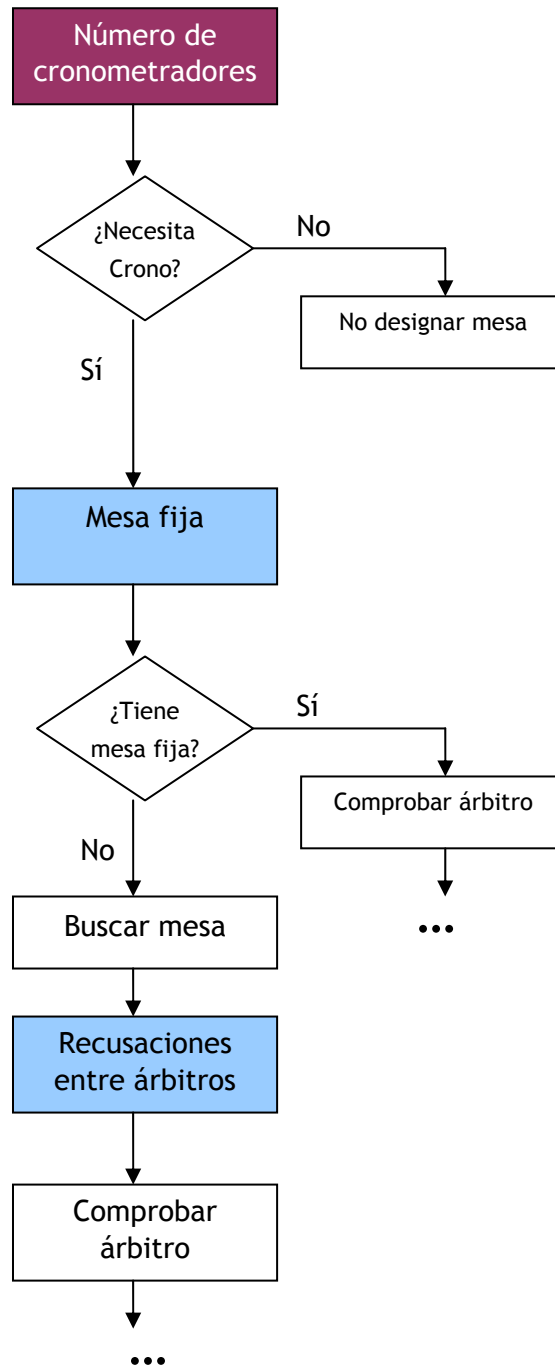 Número de
cronometradores
¿Necesita
Crono?
No
No designar mesa
Sí
Mesa fija
¿Tiene
mesa fija?
Sí
Comprobar árbitro
...
No
Buscar mesa
Recusaciones
entre árbitros
Comprobar
árbitro
...